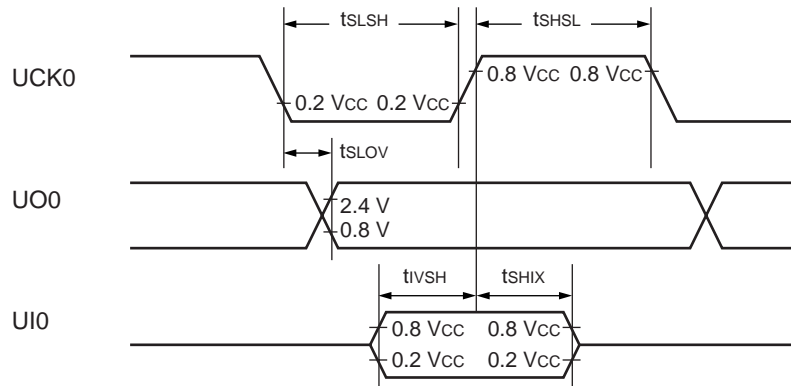 tSLSH tSHSL
UCK0
0.8 VCC 0.8 VCC
0.2 VCC 0.2 VCC
tSLOV
UO0
2.4 V
0.8 V
tIVSH tSHIX
UI0
0.8 VCC 0.8 VCC
0.2 VCC 0.2 VCC